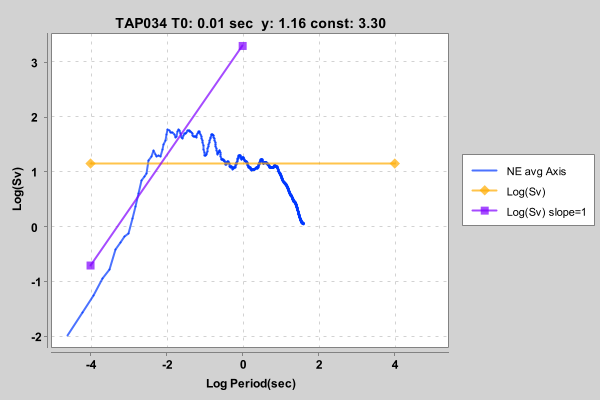 TAP034 T0: 0.01 sec  y: 1.16 const: 3.30
3
2
1
0
-1
-2
Log(Sv)
-4
-2
0
2
4
Log Period(sec)
NE avg Axis
Log(Sv)
Log(Sv) slope=1